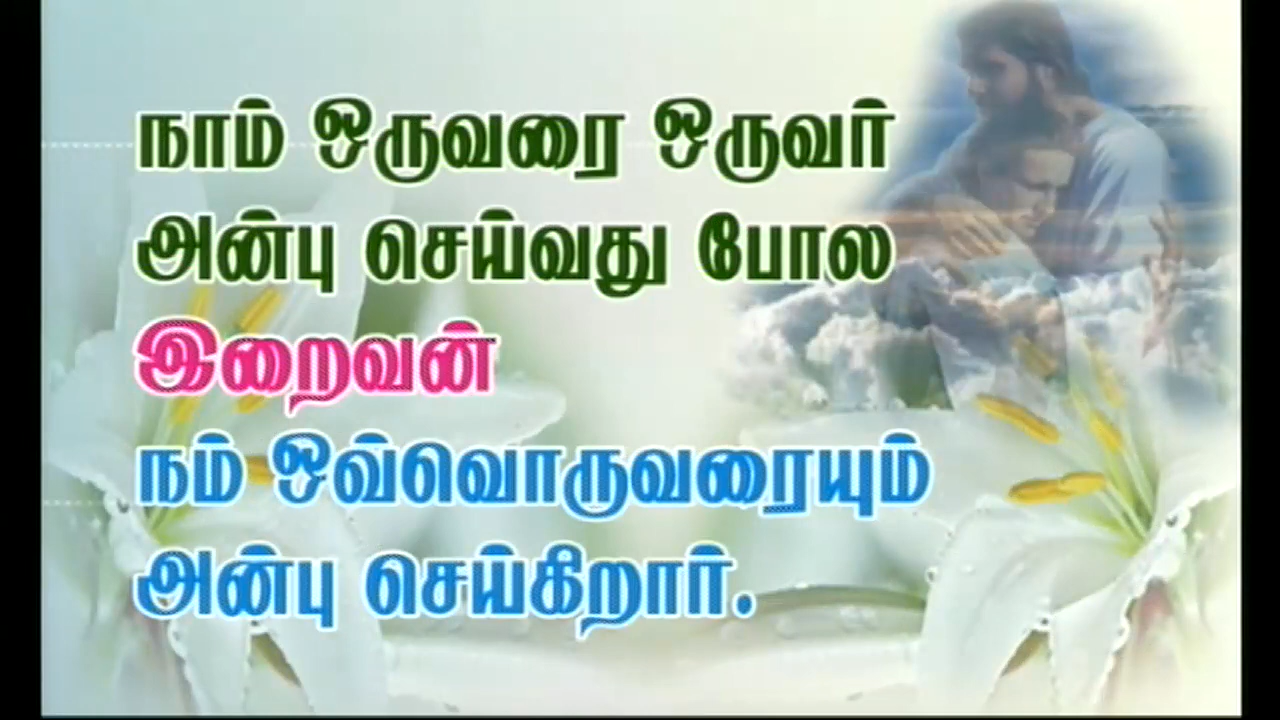 நாம் ஒருவரை ஒருவர்
அன்பு செய்வது போல
இறைவன்
நம் ஒவ்வொருவரையும்
அன்பு செய்கிறார்.